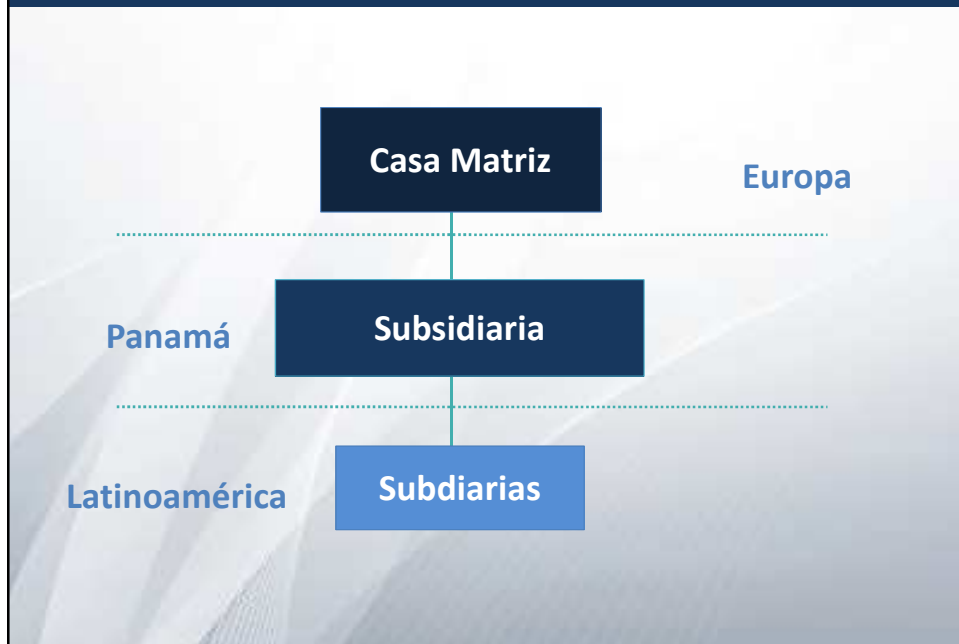 Casa Matriz
Europa
Panamá
Subsidiaria
Latinoamérica
Subdiarias